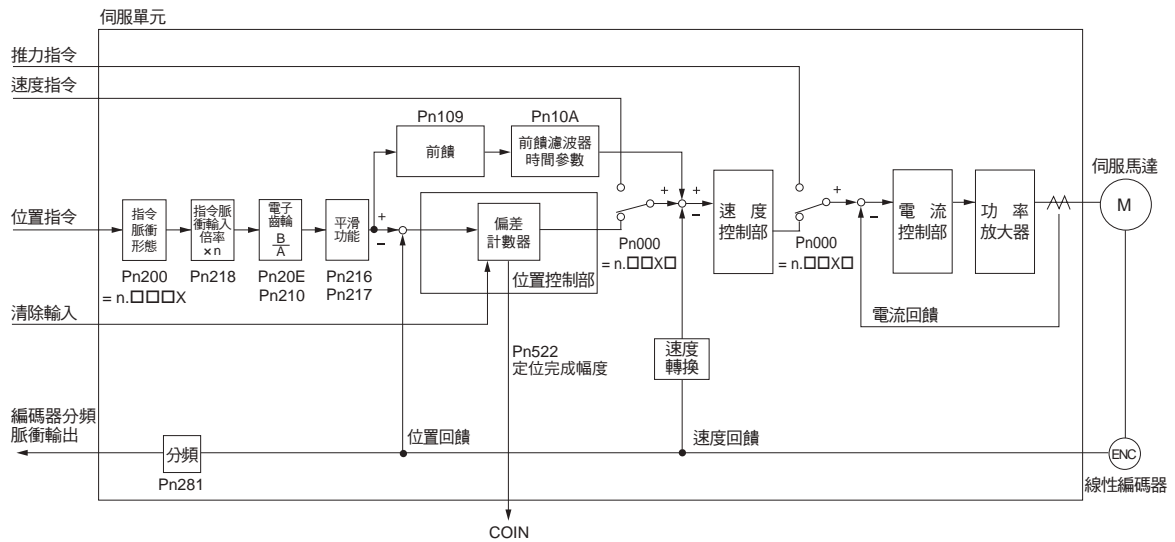 伺服單元
推力指令
速度指令
Pn109
Pn10A
前饋
前饋濾波器
時間參數
伺服馬達
M
位置指令
指令
脈衝
形態
指令脈
衝輸入
倍率
×n
電子
齒輪
B
A
平滑
功能
+
−
偏差
計數器
位置控制部
+
+
−
速 度
控制部
+
−
電 流
控制部
功 率
放大器
Pn000
= n.□□X□
Pn000
= n.□□X□
Pn200
= n.□□□X
Pn218
Pn20E
Pn210
Pn216
Pn217
清除輸入
電流回饋
Pn522
定位完成幅度
速度
轉換
編碼器分頻
脈衝輸出
分頻
Pn281
位置回饋
速度回饋
ENC
線性編碼器
COIN